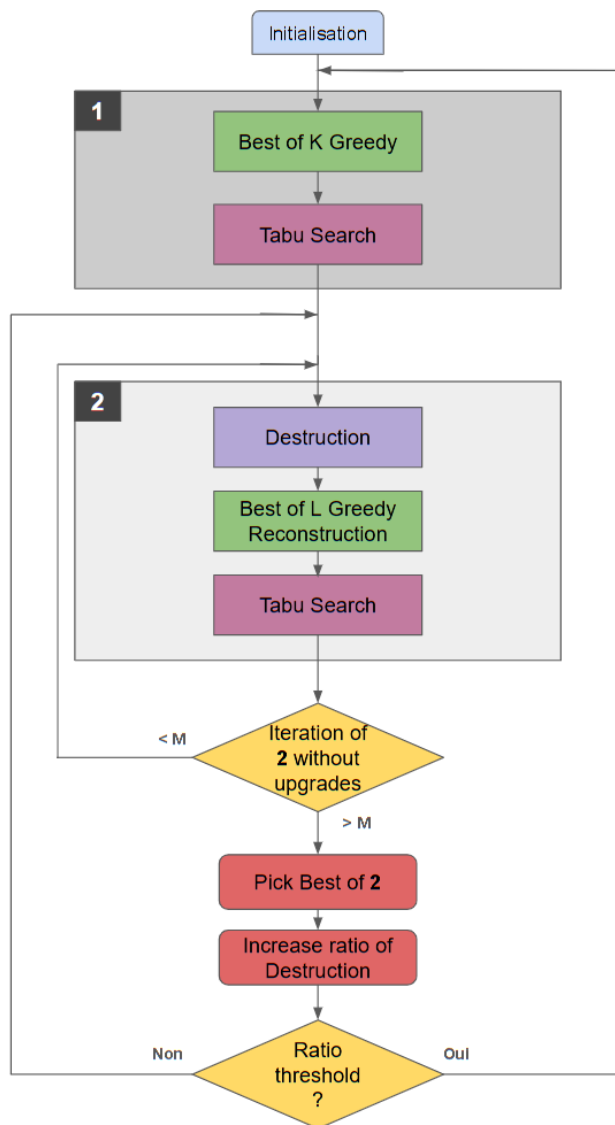 Initialisation
1
Best of K Greedy
Tabu Search
2
Destruction
Best of L Greedy
Reconstruction
Tabu Search
Iteration of
< M
2 without
upgrades
> M
Pick Best of 2
Increase ratio of
Destruction
Non
Ratio
Oui
threshold
?